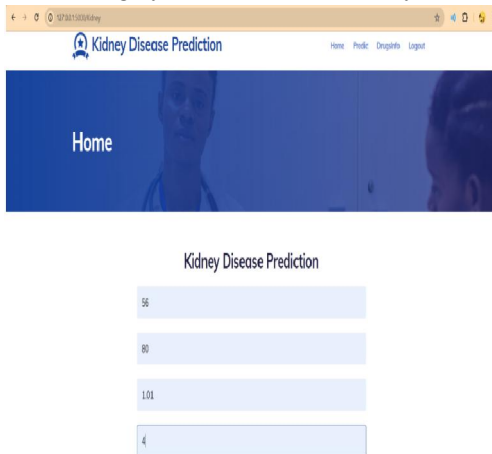 127.0.0.1:5000/Kidney
Kidney Disease Prediction
Home Predic DrugsInfo Logout
Home
Kidney Disease Prediction
56
80
1.01
4